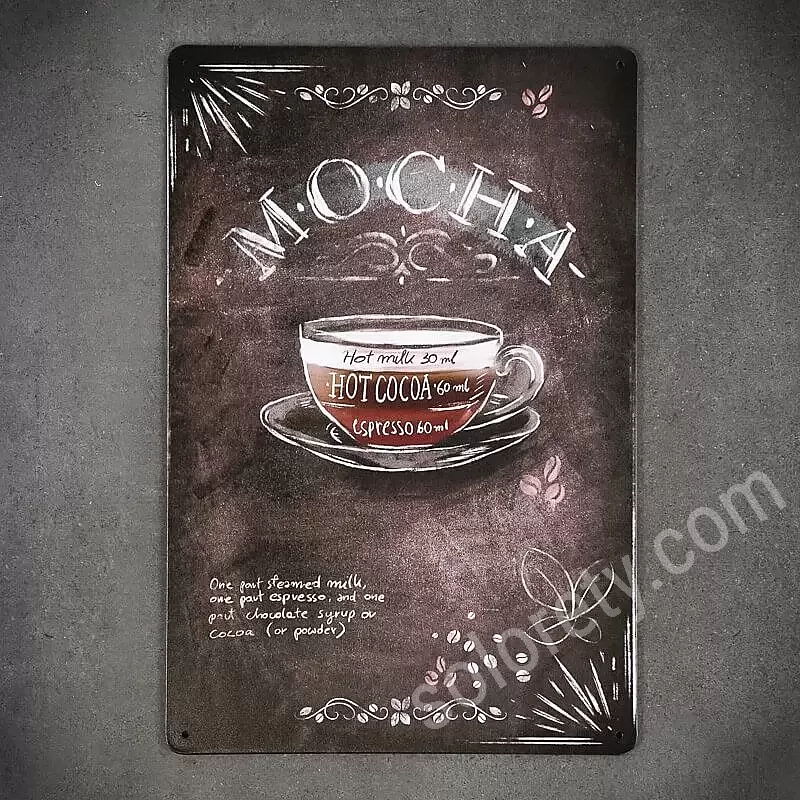 M·O·C·H·A
Hot milk 30 ml
·HOT COCOA·60 ml
espresso 60 ml
One part steamed milk,
one part espresso, and one
part chocolate syrup or
cocoa (or powder)
coloresty.com